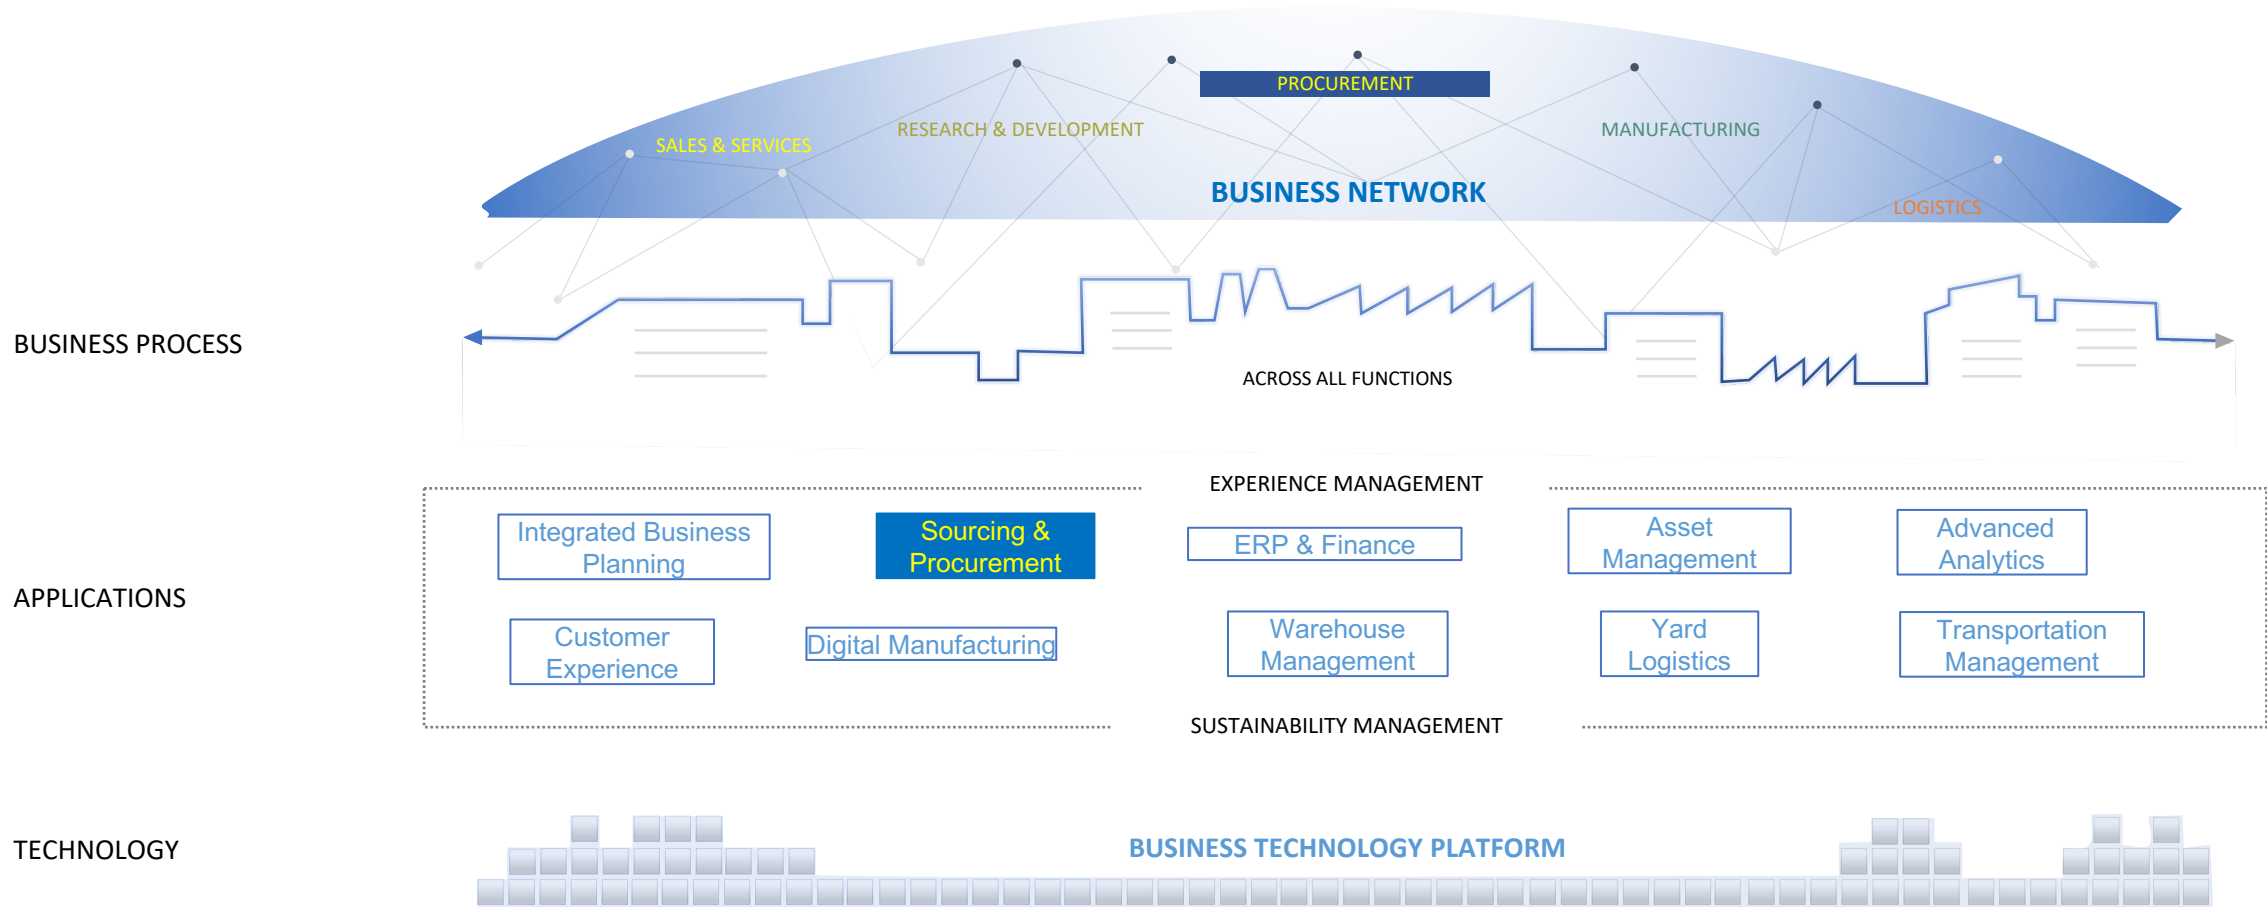 PROCUREMENT
RESEARCH & DEVELOPMENT
MANUFACTURING
SALES & SERVICES
BUSINESS NETWORK
LOGISTICS
BUSINESS PROCESS
ACROSS ALL FUNCTIONS
EXPERIENCE MANAGEMENT
Integrated Business
Planning
Sourcing &
Procurement
ERP & Finance
Asset
Management
Advanced
Analytics
APPLICATIONS
Customer
Experience
Digital Manufacturing
Warehouse
Management
Yard
Logistics
Transportation
Management
SUSTAINABILITY MANAGEMENT
TECHNOLOGY
BUSINESS TECHNOLOGY PLATFORM